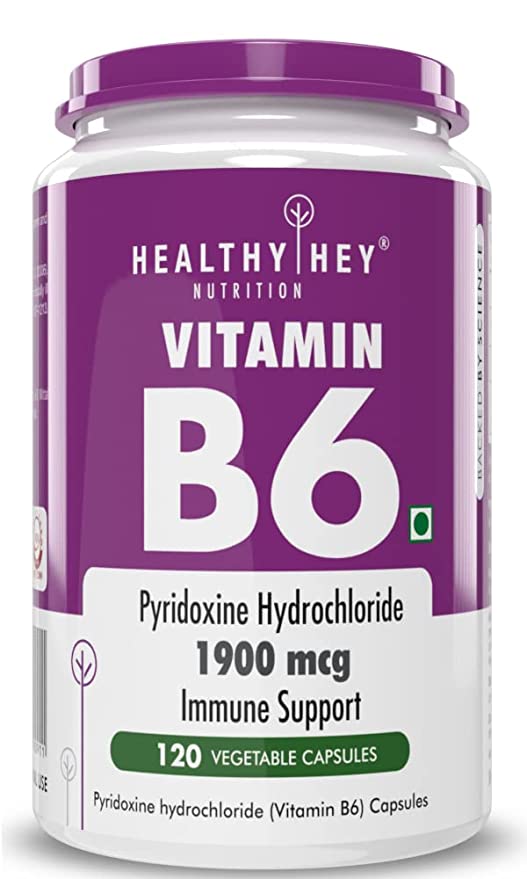 HEALTHY HEY®
NUTRITION
VITAMIN
B6
Pyridoxine Hydrochloride
1900 mcg
Immune Support
120 VEGETABLE CAPSULES
Pyridoxine hydrochloride (Vitamin B6) Capsules
BACKED BY SCIENCE
USE